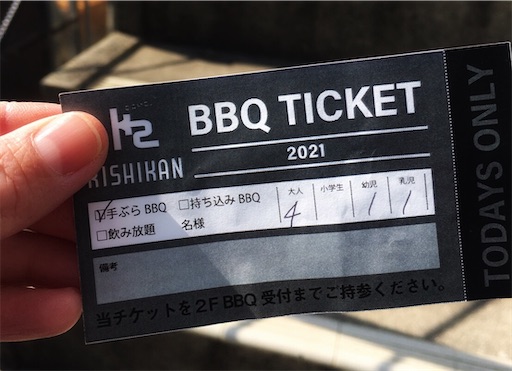 BBQ TICKET
2021
KISHIKAN
☑手ぶら BBQ □持ち込み BBQ
□飲み放題 名様
大人 小学生 幼児 乳児
4 1 1
備考
当チケットを2F BBQ 受付までご持参ください。
TODAYS ONLY